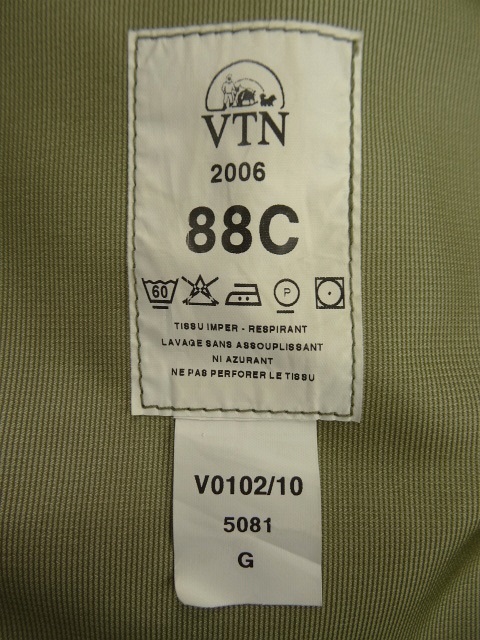 VTN
2006
88C
60 P
TISSU IMPER - RESPIRANT
LAVAGE SANS ASSOUPLISSANT
NI AZURANT
NE PAS PERFORER LE TISSU
V0102/10
5081
G